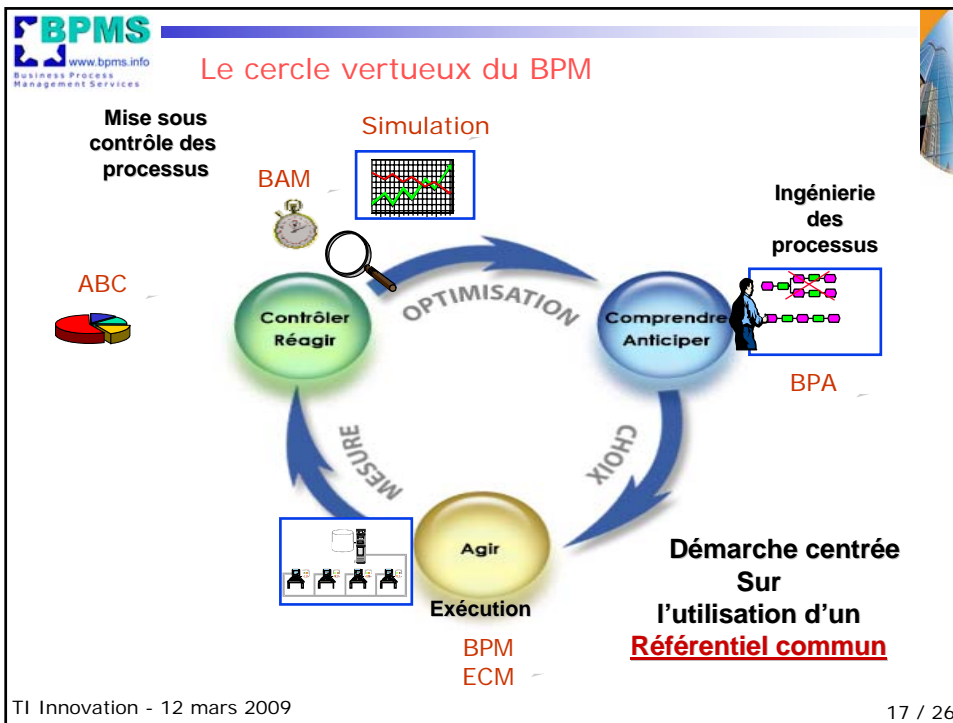 BPMS
www.bpms.info
Business Process
Management Services
Le cercle vertueux du BPM
Mise sous
contrôle des
processus
Simulation
BAM
Ingénierie
des
processus
ABC
OPTIMISATION
Contrôler
Réagir
Comprendre
Anticiper
BPA
MESURE
CHOIX
Agir
Exécution
BPM
ECM
Démarche centrée
Sur
l'utilisation d'un
Référentiel commun
TI Innovation - 12 mars 2009
17 / 26